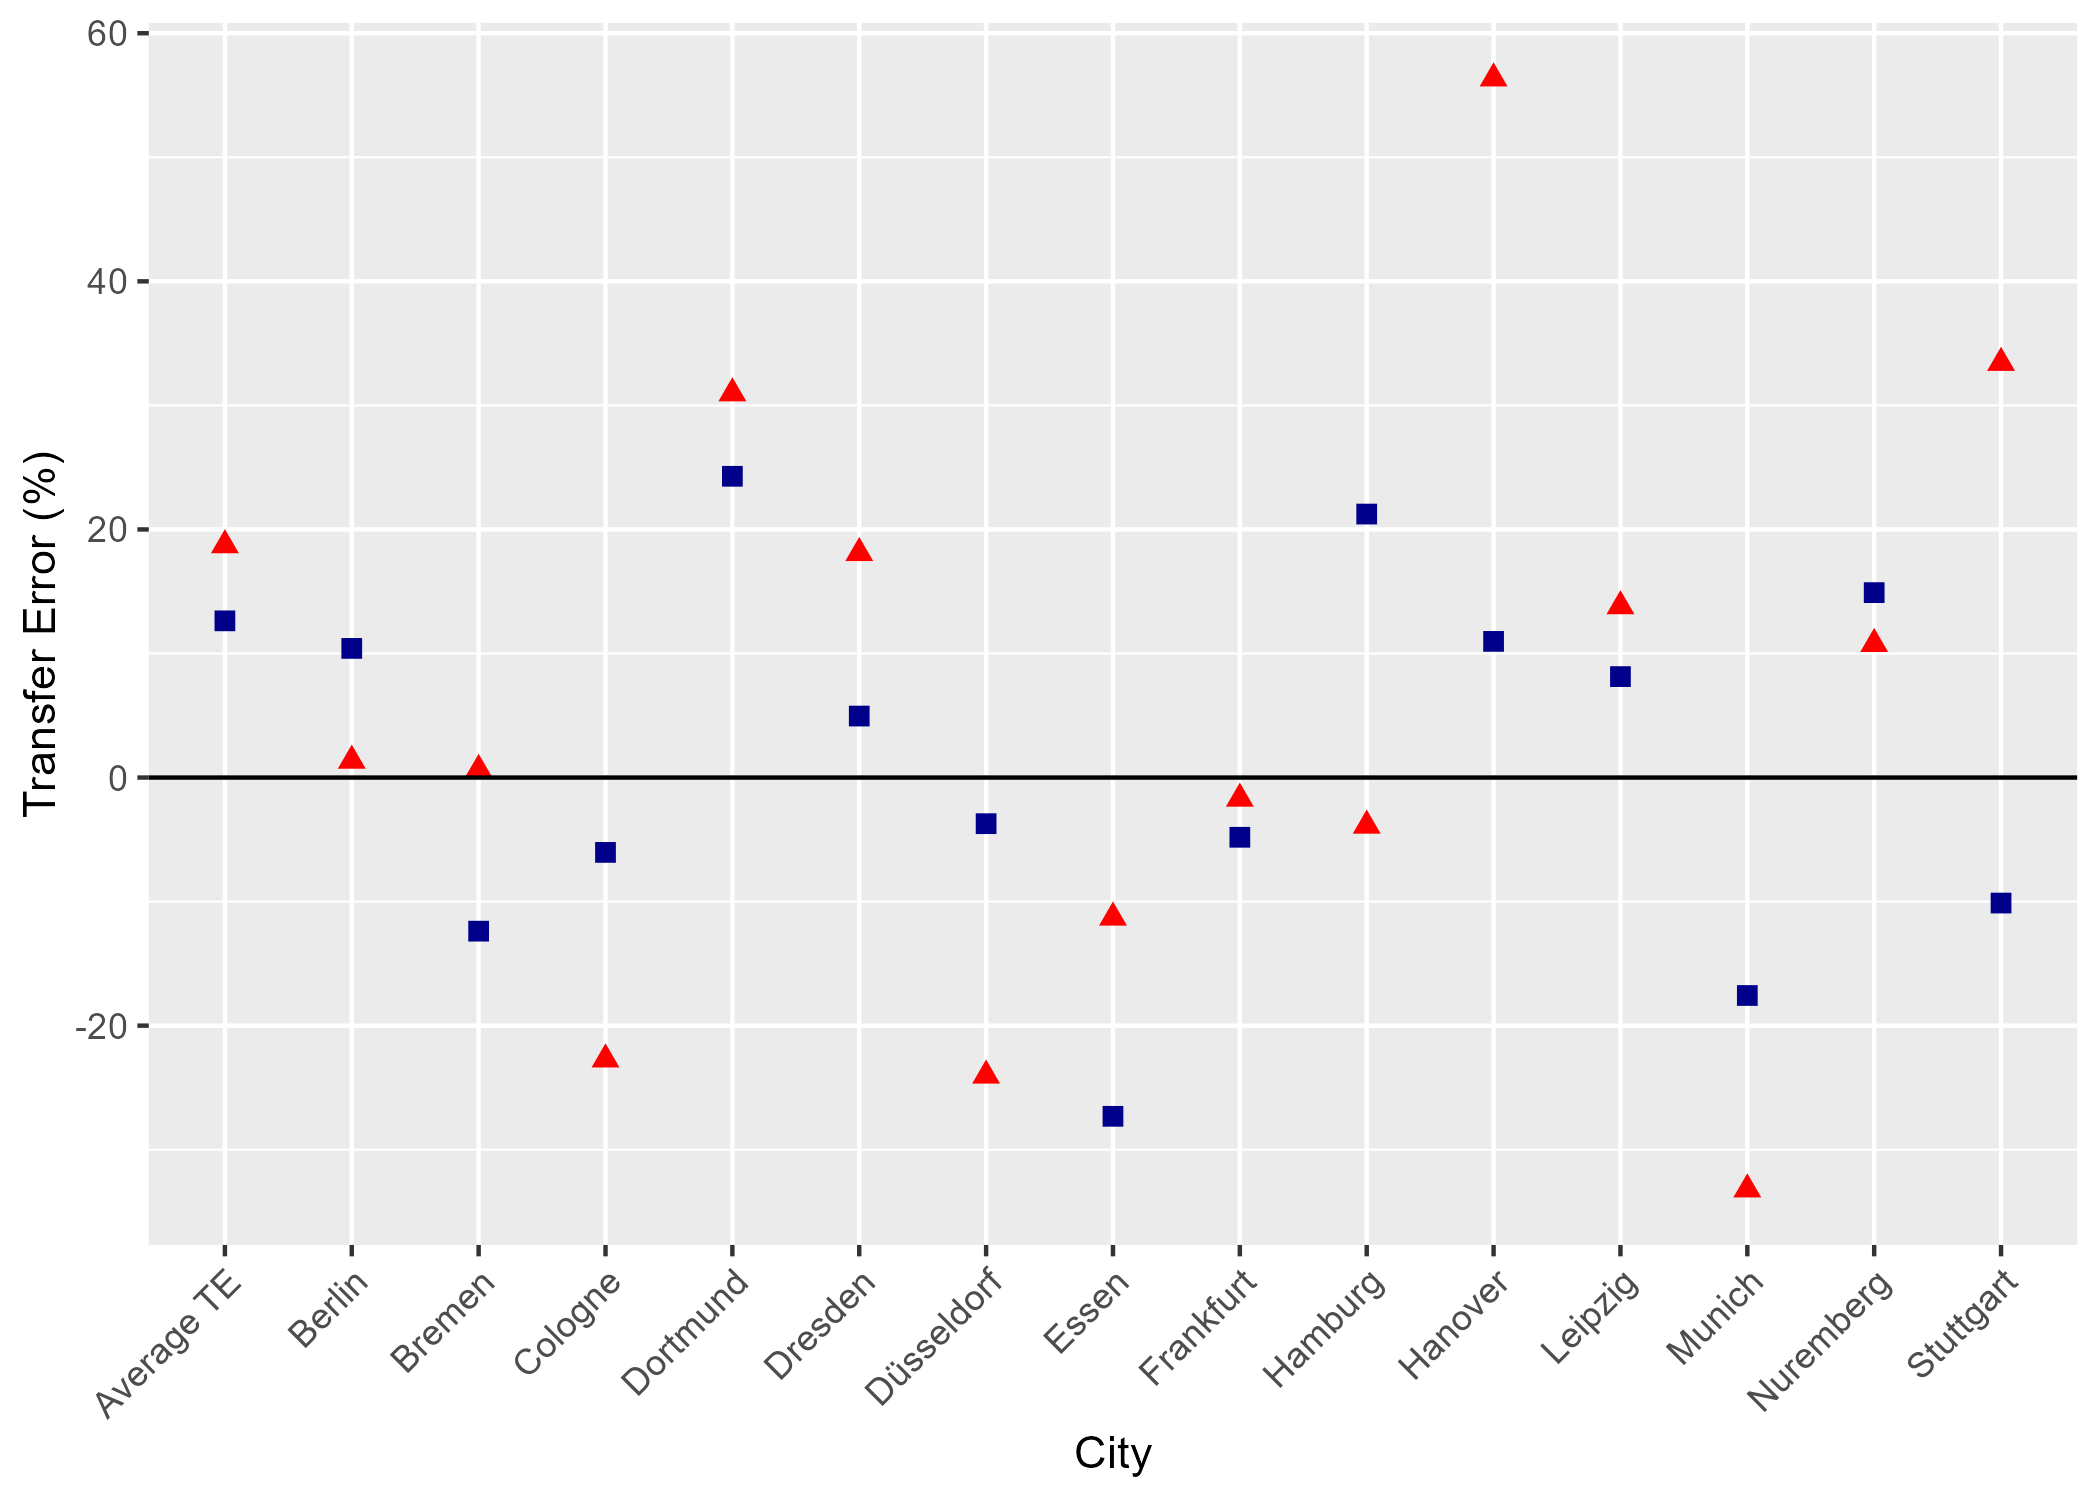 Transfer Error (%)
60
40
20
0
-20
Average TE
Berlin
Bremen
Cologne
Dortmund
Dresden
Düsseldorf
Essen
Frankfurt
Hamburg
Hanover
Leipzig
Munich
Nuremberg
Stuttgart
City